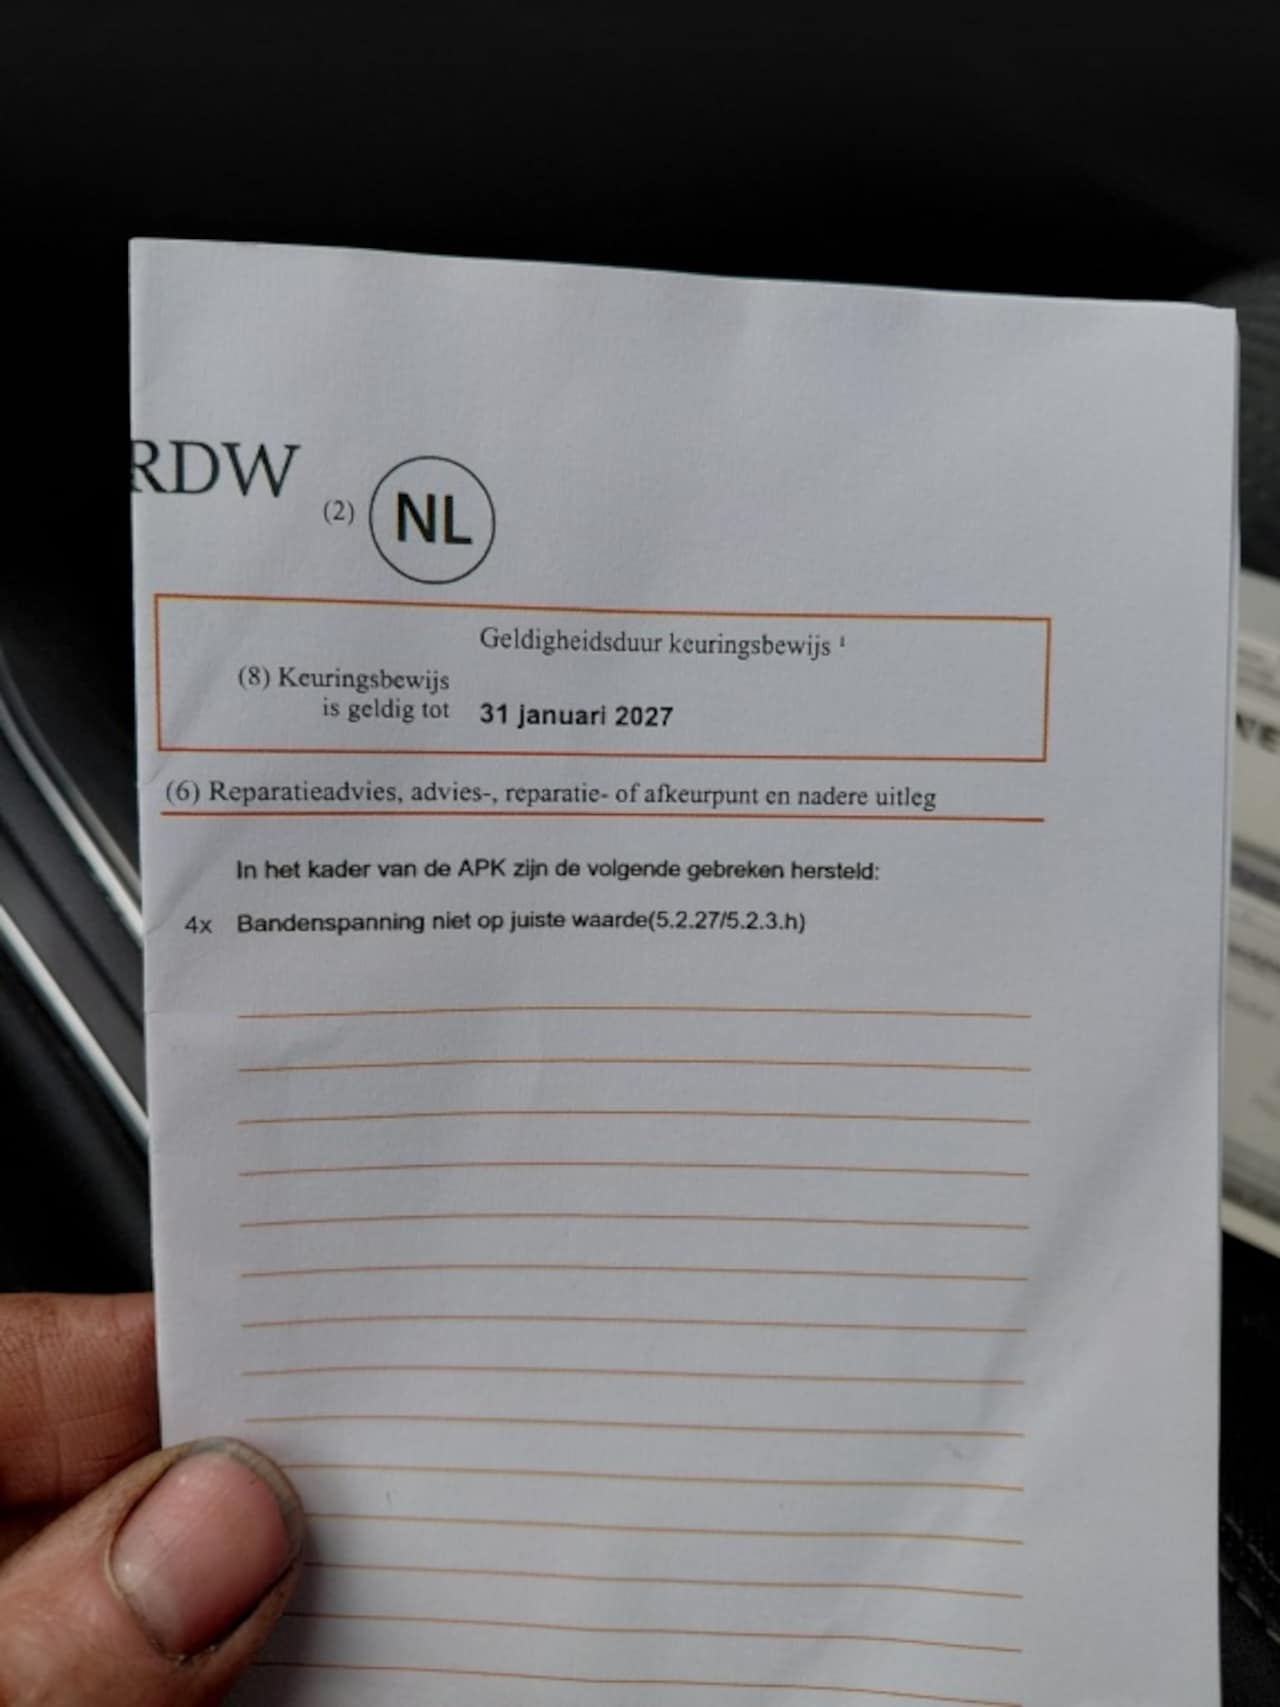 RDW
(2) NL
Geldigheidsduur keuringsbewijs ¹
(8) Keuringsbewijs
is geldig tot 31 januari 2027
(6) Reparatieadvies, advies-, reparatie- of afkeurpunt en nadere uitleg
In het kader van de APK zijn de volgende gebreken hersteld:
4x Bandenspanning niet op juiste waarde(5.2.27/5.2.3.h)